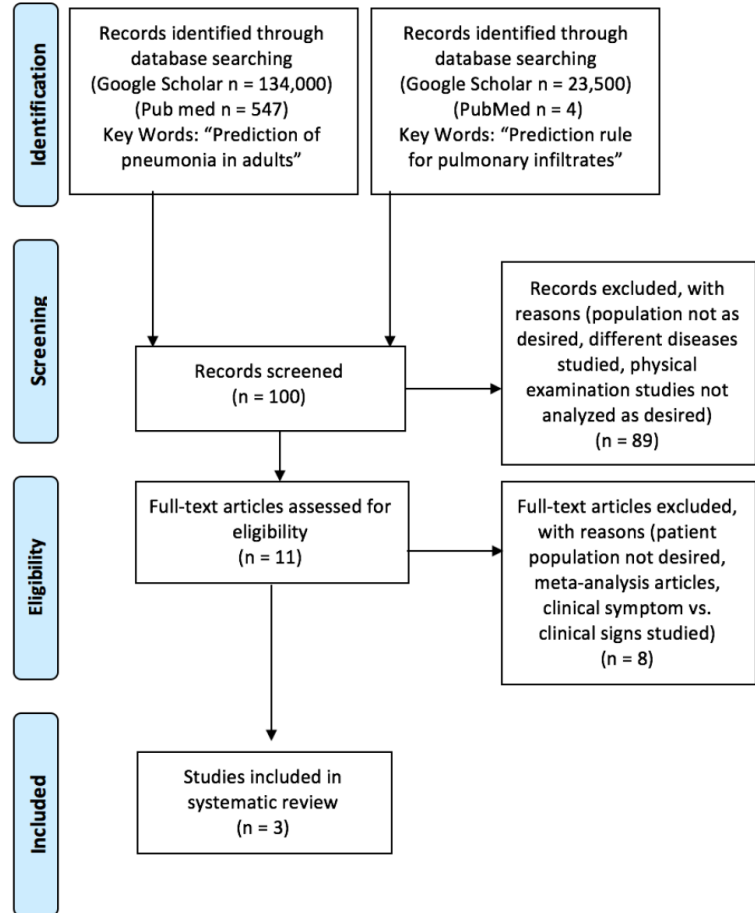 Identification
Records identified through
database searching
(Google Scholar n = 134,000)
(Pub med n = 547)
Key Words: “Prediction of
pneumonia in adults”
Records identified through
database searching
(Google Scholar n = 23,500)
(PubMed n = 4)
Key Words: “Prediction rule
for pulmonary infiltrates”
Screening
Records screened
(n = 100)
Records excluded, with
reasons (population not as
desired, different diseases
studied, physical
examination studies not
analyzed as desired)
(n = 89)
Eligibility
Full-text articles assessed for
eligibility
(n = 11)
Full-text articles excluded,
with reasons (patient
population not desired,
meta-analysis articles,
clinical symptom vs.
clinical signs studied)
(n = 8)
Included
Studies included in
systematic review
(n = 3)